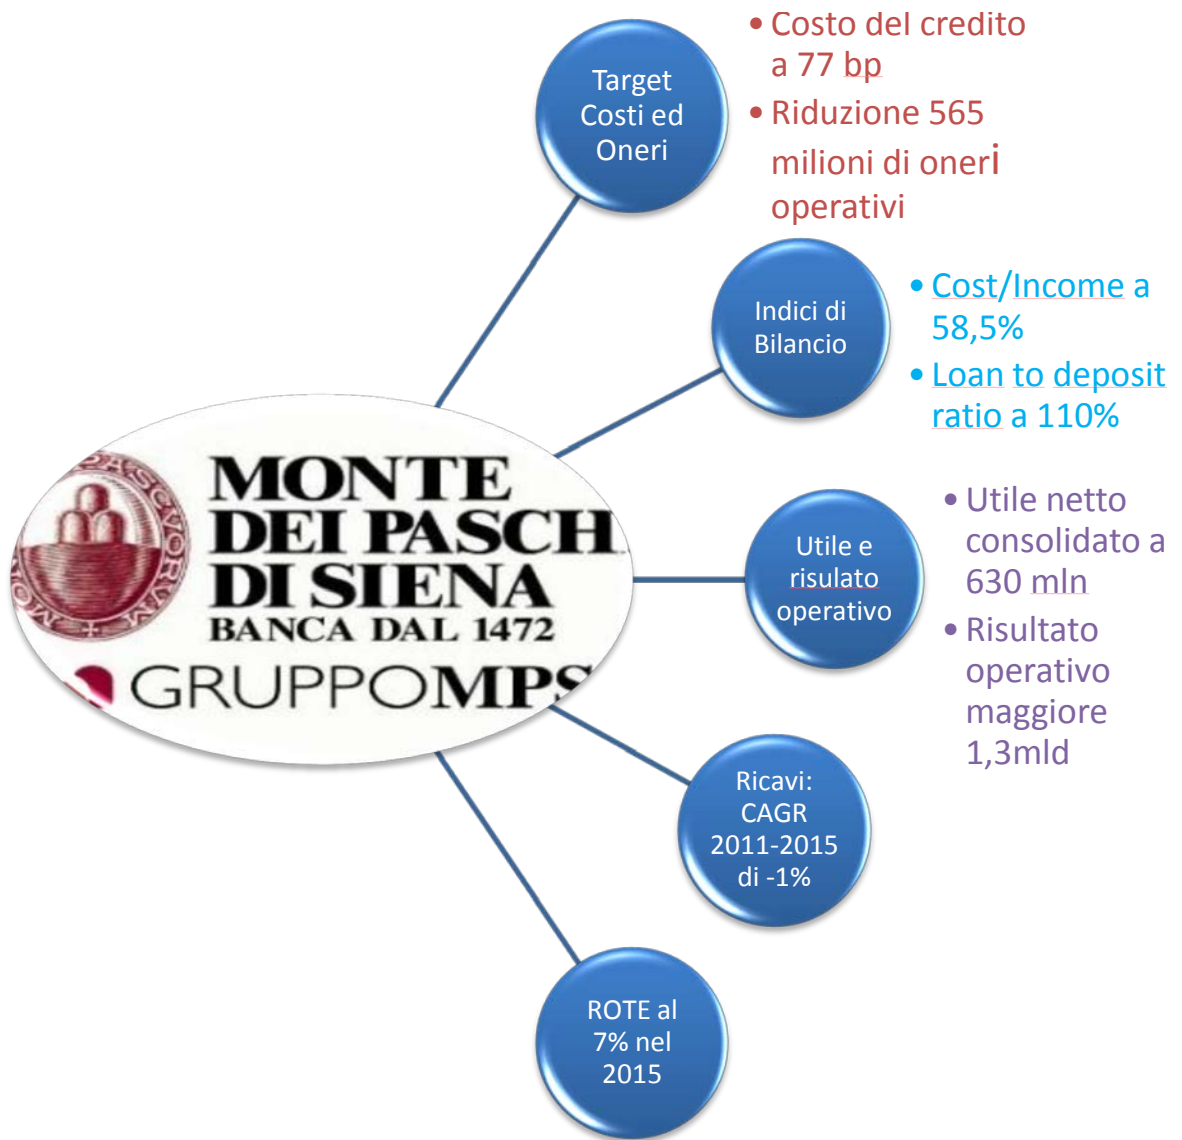 Target
Costi ed
Oneri
• Costo del credito
a 77 bp
• Riduzione 565
milioni di oneri
operativi
Indici di
Bilancio
• Cost/Income a
58,5%
• Loan to deposit
ratio a 110%
MONTE
DEI PASCH
DI SIENA
BANCA DAL 1472
GRUPPOMPS
Utile e
risulato
operativo
• Utile netto
consolidato a
630 mln
• Risultato
operativo
maggiore
1,3mld
Ricavi:
CAGR
2011-2015
di -1%
ROTE al
7% nel
2015